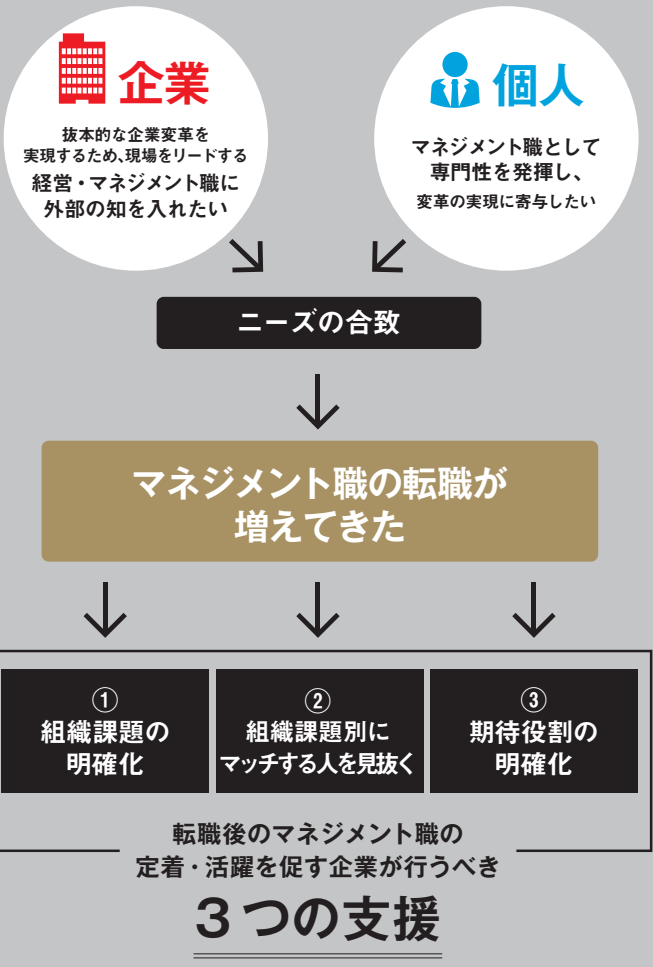 企業
抜本的な企業変革を
実現するため、現場をリードする
経営・マネジメント職に
外部の知を入れたい
個人
マネジメント職として
専門性を発揮し、
変革の実現に寄与したい
ニーズの合致
マネジメント職の転職が
増えてきた
①
組織課題の
明確化
②
組織課題別に
マッチする人を見抜く
③
期待役割の
明確化
転職後のマネジメント職の
定着・活躍を促す企業が行うべき
3つの支援